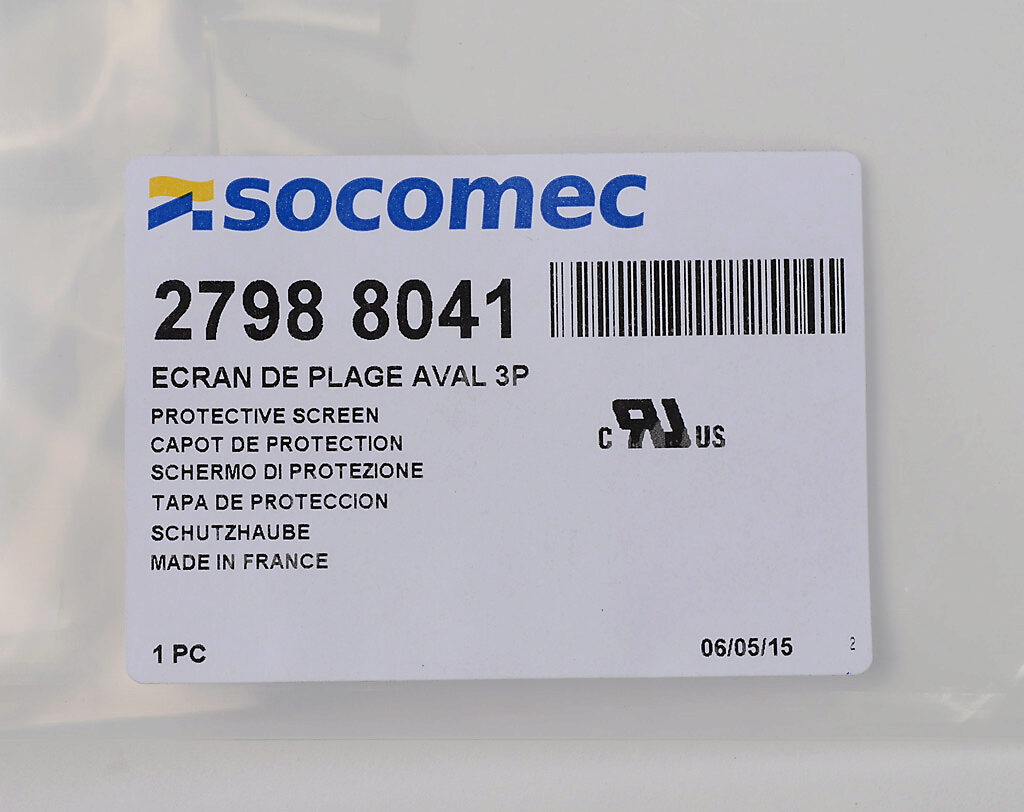 socomec
2798 8041
ECRAN DE PLAGE AVAL 3P
PROTECTIVE SCREEN
CAPOT DE PROTECTION
SCHERMO DI PROTEZIONE
TAPA DE PROTECCION
SCHUTZHAUBE
MADE IN FRANCE
C RU US
1 PC
06/05/15
2